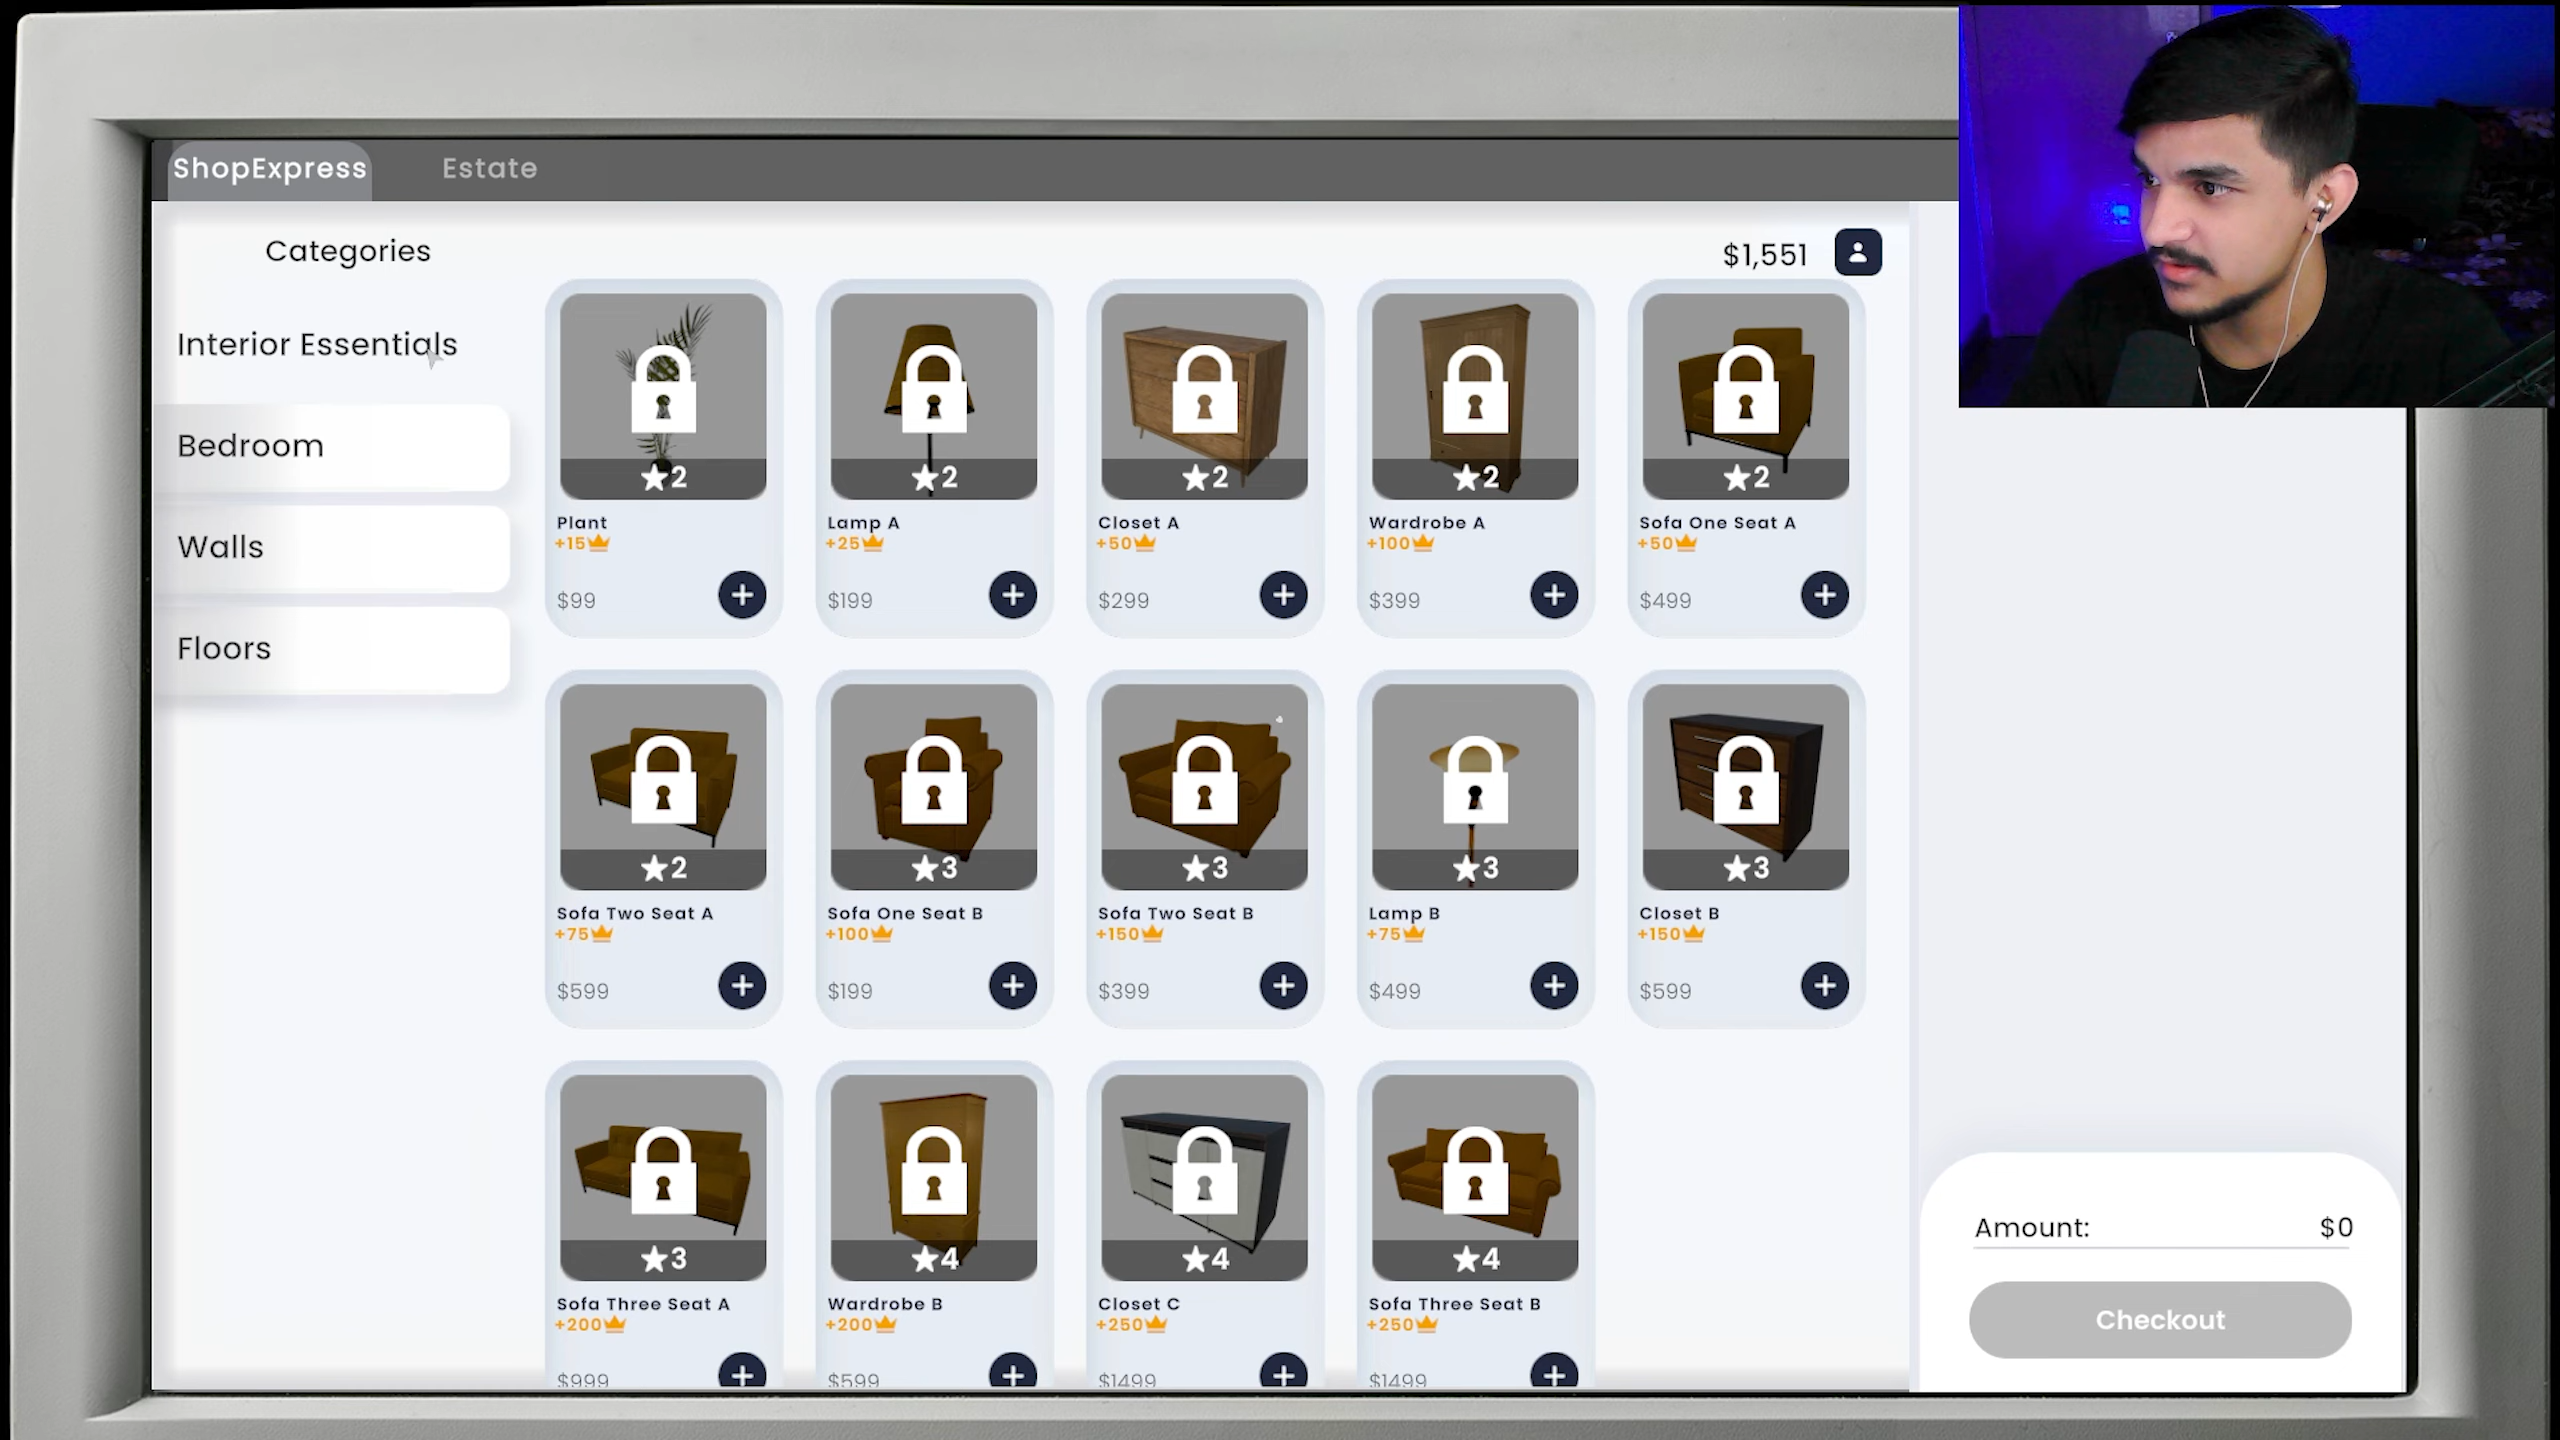 ShopExpress
Estate
Categories
$1,551
Interior Essentials
Bedroom
Walls
Floors
2
2
2
2
2
Plant
Lamp A
Closet A
Wardrobe A
Sofa One Seat A
+15
+25
+50
+100
+50
$99
$199
$299
$399
$499
2
3
3
3
3
Sofa Two Seat A
Sofa One Seat B
Sofa Two Seat B
Lamp B
Closet B
+75
+100
+150
+75
+150
$599
$199
$399
$499
$599
3
4
4
4
Sofa Three Seat A
Wardrobe B
Closet C
Sofa Three Seat B
+200
+200
+250
+250
$999
$599
$1499
$1499
Amount:
$0
Checkout